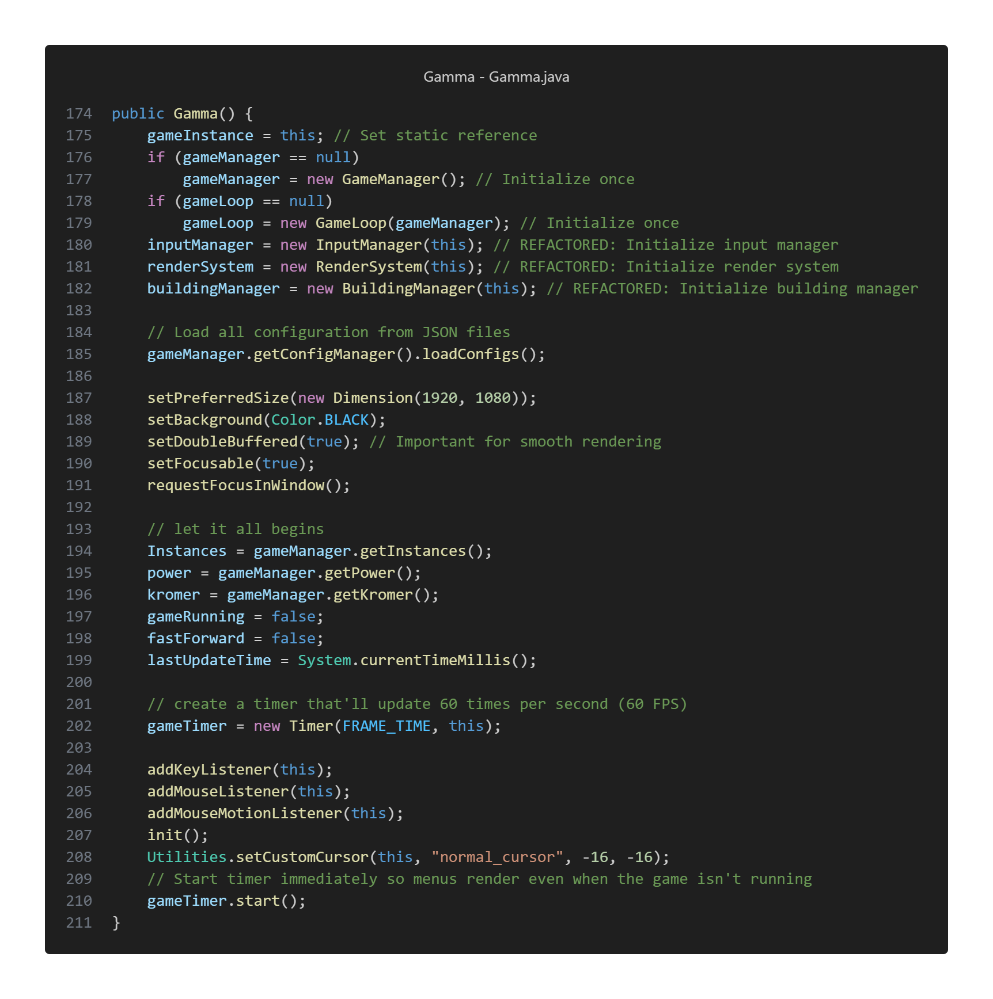 Gamma - Gamma.java
174 public Gamma() {
175     gameInstance = this; // Set static reference
176     if (gameManager == null)
177         gameManager = new GameManager(); // Initialize once
178     if (gameLoop == null)
179         gameLoop = new GameLoop(gameManager); // Initialize once
180     inputManager = new InputManager(this); // REFACTORED: Initialize input manager
181     renderSystem = new RenderSystem(this); // REFACTORED: Initialize render system
182     buildingManager = new BuildingManager(this); // REFACTORED: Initialize building manager
183
184     // Load all configuration from JSON files
185     gameManager.getConfigManager().loadConfigs();
186
187     setPreferredSize(new Dimension(1920, 1080));
188     setBackground(Color.BLACK);
189     setDoubleBuffered(true); // Important for smooth rendering
190     setFocusable(true);
191     requestFocusInWindow();
192
193     // let it all begins
194     Instances = gameManager.getInstances();
195     power = gameManager.getPower();
196     kromer = gameManager.getKromer();
197     gameRunning = false;
198     fastForward = false;
199     lastUpdateTime = System.currentTimeMillis();
200
201     // create a timer that'll update 60 times per second (60 FPS)
202     gameTimer = new Timer(FRAME_TIME, this);
203
204     addKeyListener(this);
205     addMouseListener(this);
206     addMouseMotionListener(this);
207     init();
208     Utilities.setCustomCursor(this, "normal_cursor", -16, -16);
209     // Start timer immediately so menus render even when the game isn't running
210     gameTimer.start();
211 }